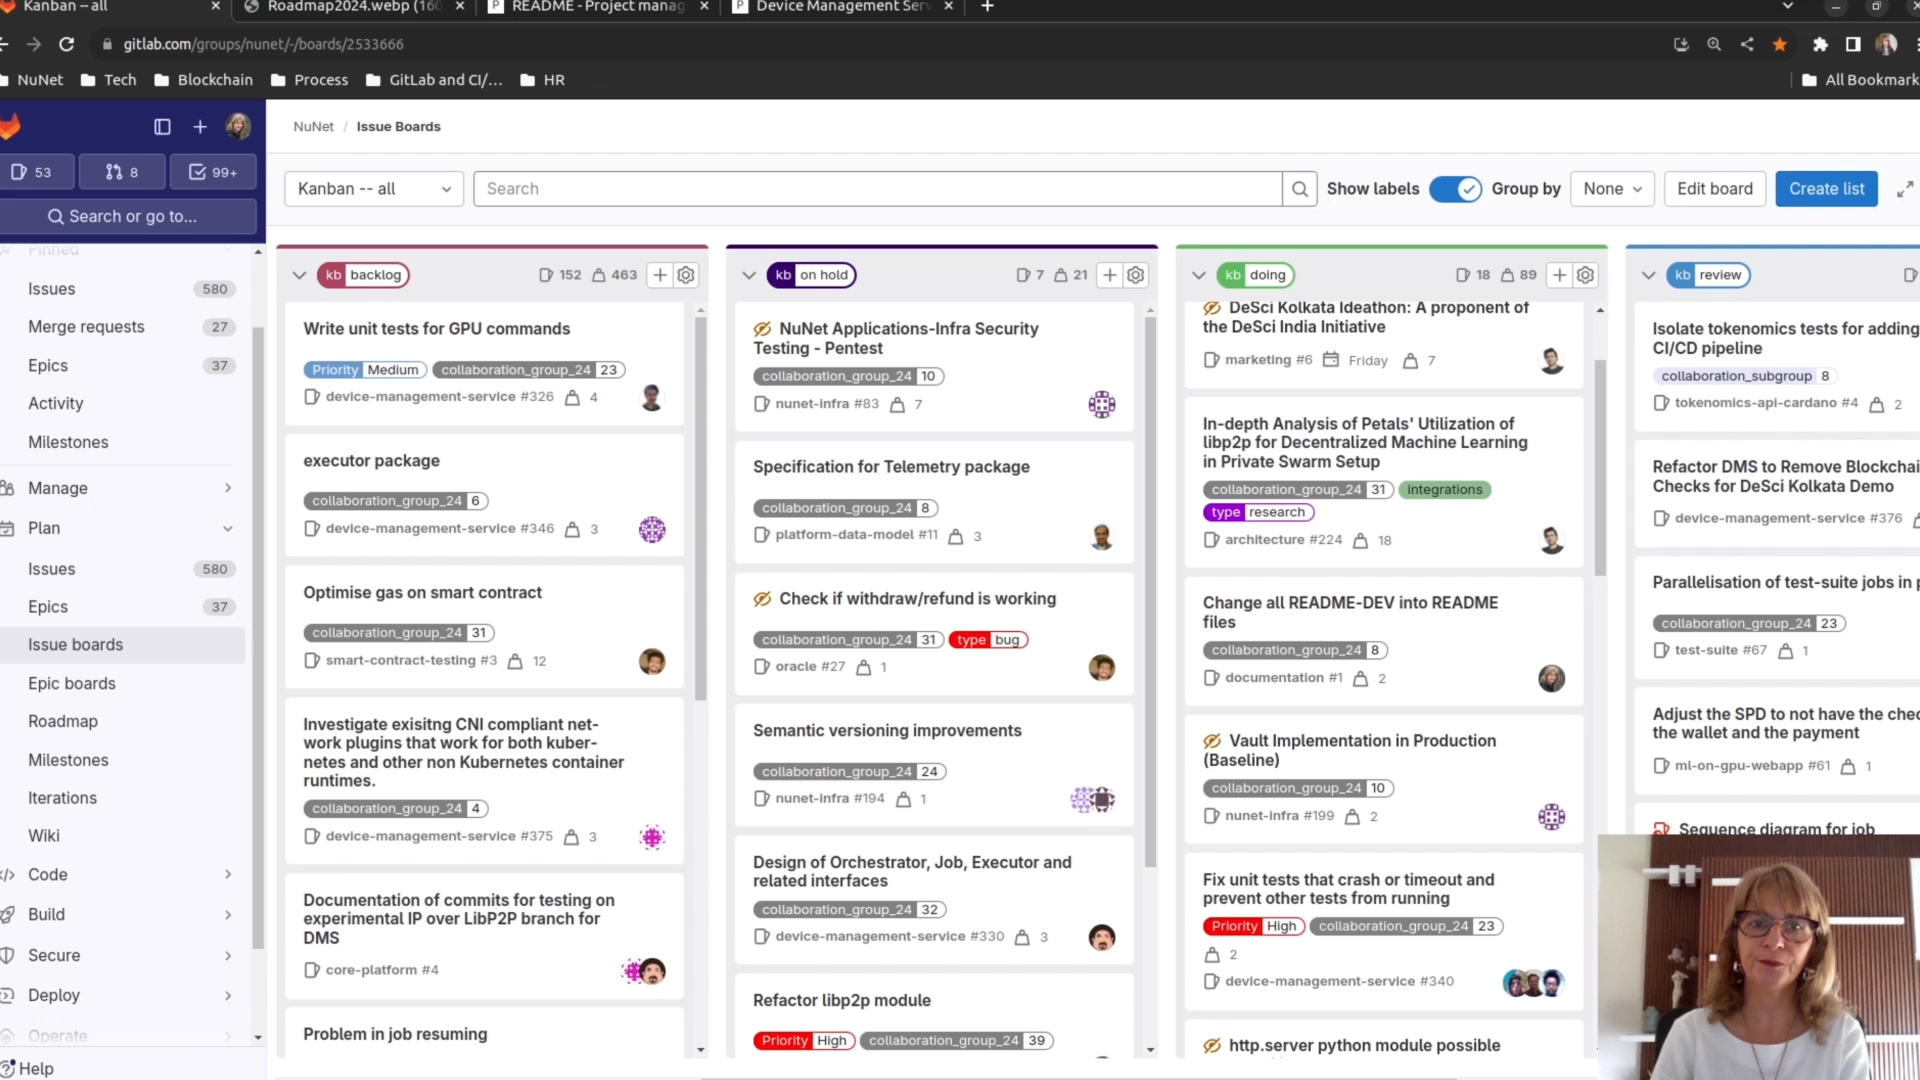 Kanban -- all
Roadmap2024.webp (160
README - Project manag
Device Management Serv
gitlab.com/groups/nunet/-/boards/2533666
NuNet
Tech
Blockchain
Process
GitLab and CI/...
HR
All Bookmark
53
8
99+
Search or go to...
Pinned
Issues 580
Merge requests 27
Epics 37
Activity
Milestones
Manage
Plan
Issues 580
Epics 37
Issue boards
Epic boards
Roadmap
Milestones
Iterations
Wiki
Code
Build
Secure
Deploy
Operate
Help
NuNet / Issue Boards
Kanban -- all
Search
Show labels
Group by
None
Edit board
Create list
kb backlog 152 463
Write unit tests for GPU commands
Priority Medium collaboration_group_24 23
device-management-service #326 4
executor package
collaboration_group_24 6
device-management-service #346 3
Optimise gas on smart contract
collaboration_group_24 31
smart-contract-testing #3 12
Investigate exisitng CNI compliant net-
work plugins that work for both kuber-
netes and other non Kubernetes container
runtimes.
collaboration_group_24 4
device-management-service #375 3
Documentation of commits for testing on
experimental IP over LibP2P branch for
DMS
core-platform #4
Problem in job resuming
kb on hold 7 21
NuNet Applications-Infra Security
Testing - Pentest
collaboration_group_24 10
nunet-infra #83 7
Specification for Telemetry package
collaboration_group_24 8
platform-data-model #11 3
Check if withdraw/refund is working
collaboration_group_24 31 type bug
oracle #27 1
Semantic versioning improvements
collaboration_group_24 24
nunet-infra #194 1
Design of Orchestrator, Job, Executor and
related interfaces
collaboration_group_24 32
device-management-service #330 3
Refactor libp2p module
Priority High collaboration_group_24 39
kb doing 18 89
DeSci Kolkata Ideathon: A proponent of
the DeSci India Initiative
marketing #6 Friday 7
In-depth Analysis of Petals' Utilization of
libp2p for Decentralized Machine Learning
in Private Swarm Setup
collaboration_group_24 31 integrations
type research
architecture #224 18
Change all README-DEV into README
files
collaboration_group_24 8
documentation #1 2
Vault Implementation in Production
(Baseline)
collaboration_group_24 10
nunet-infra #199 2
Fix unit tests that crash or timeout and
prevent other tests from running
Priority High collaboration_group_24 23
2
device-management-service #340
http.server python module possible
kb review
Isolate tokenomics tests for adding
CI/CD pipeline
collaboration_subgroup 8
tokenomics-api-cardano #4 2
Refactor DMS to Remove Blockchai
Checks for DeSci Kolkata Demo
device-management-service #376
Parallelisation of test-suite jobs in p
collaboration_group_24 23
test-suite #67 1
Adjust the SPD to not have the chec
the wallet and the payment
ml-on-gpu-webapp #61 1
Sequence diagram for job